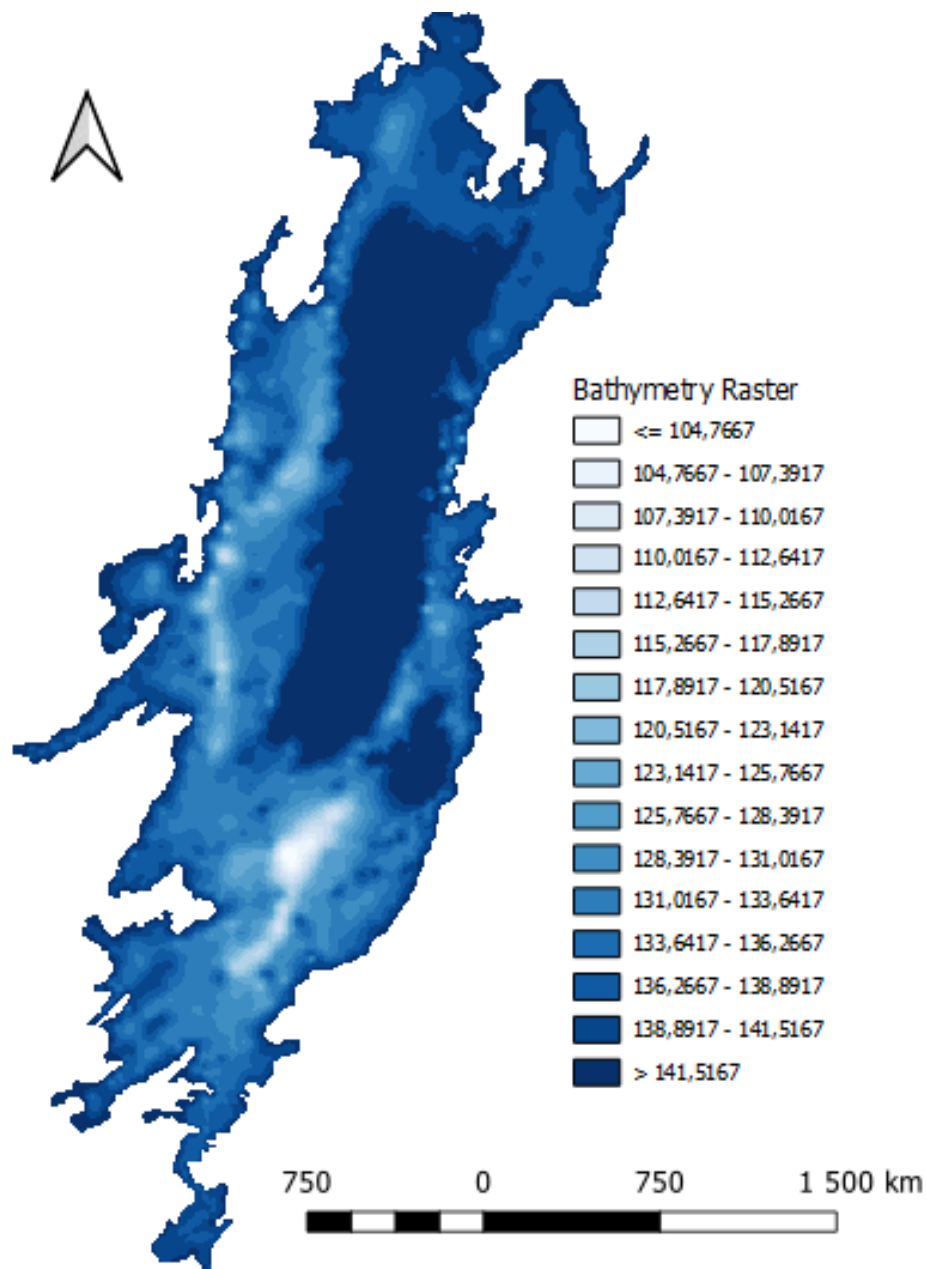 Bathymetry Raster
<= 104,7667
104,7667 - 107,3917
107,3917 - 110,0167
110,0167 - 112,6417
112,6417 - 115,2667
115,2667 - 117,8917
117,8917 - 120,5167
120,5167 - 123,1417
123,1417 - 125,7667
125,7667 - 128,3917
128,3917 - 131,0167
131,0167 - 133,6417
133,6417 - 136,2667
136,2667 - 138,8917
138,8917 - 141,5167
> 141,5167
750 0 750 1 500 km